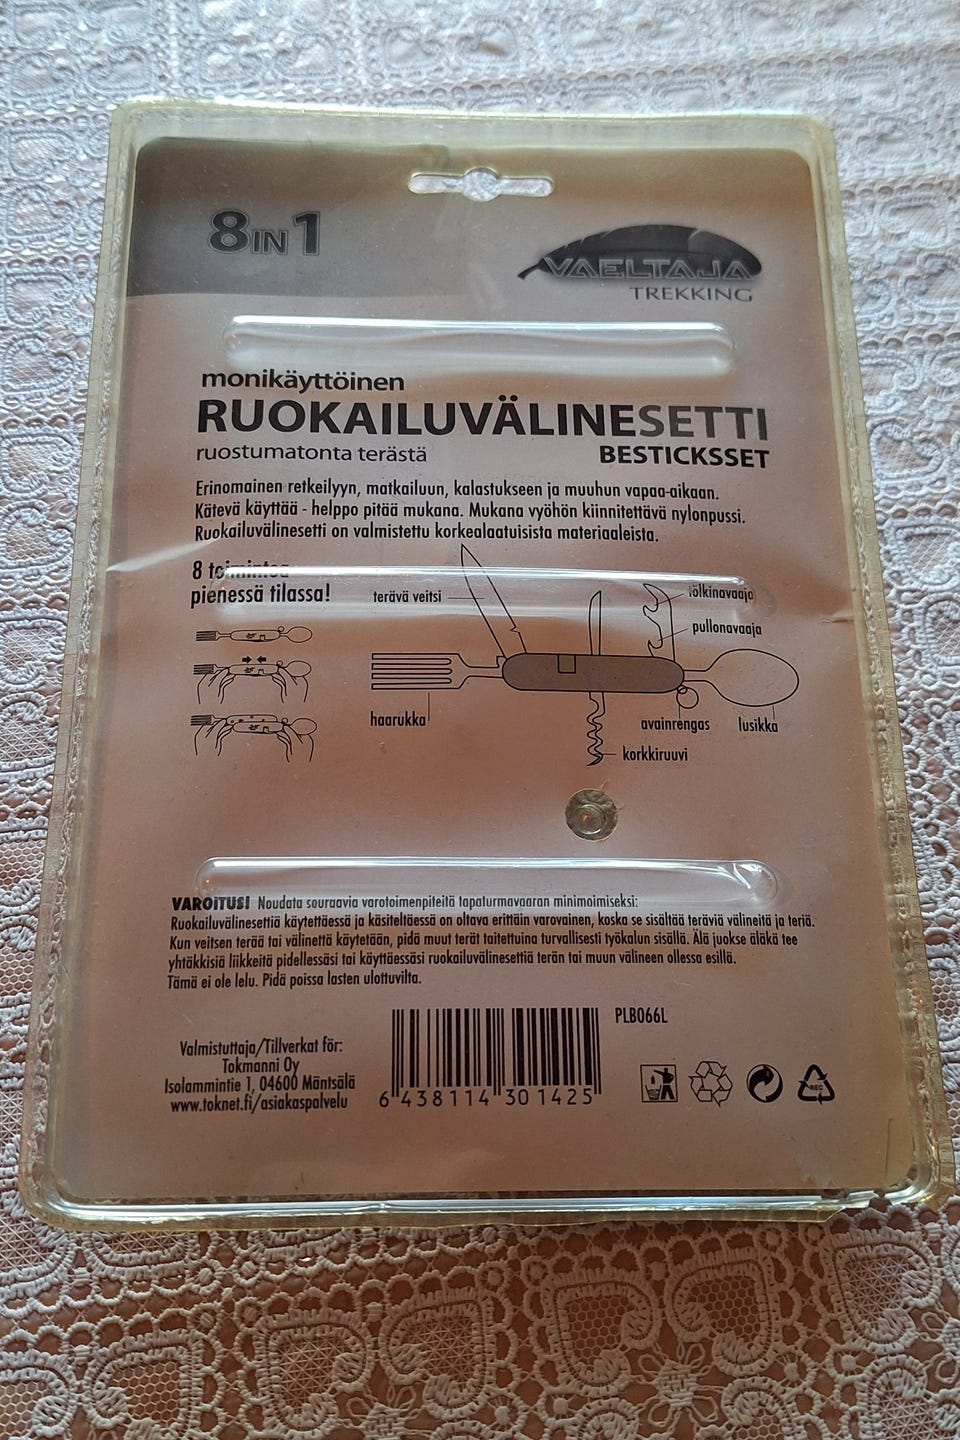 8 IN 1
VAELTAJA
TREKKING
monikäyttöinen
RUOKAILUVÄLINESETTI
ruostumatonta terästä
BESTICKSSET
Erinomainen retkeilyyn, matkailuun, kalastukseen ja muuhun vapaa-aikaan.
Kätevä käyttää - helppo pitää mukana. Mukana vyöhön kiinnitettävä nylonpussi.
Ruokailuvälinesetti on valmistettu korkealaatuisista materiaaleista.
8 toimintoa
pienessä tilassa!
terävä veitsi
tölkinavaaja
pullonavaaja
haarukka
avainrengas
lusikka
korkkiruuvi
VAROITUS! Noudata seuraavia varotoimenpiteitä tapaturmavaaran minimoimiseksi:
Ruokailuvälinesettiä käytettäessä ja käsiteltäessä on oltava erittäin varovainen, koska se sisältää teräviä välineitä ja teriä.
Kun veitsen terää tai välinettä käytetään, pidä muut terät taitettuina turvallisesti työkalun sisällä. Älä juokse äläkä tee
yhtäkkisiä liikkeitä pidellessäsi tai käyttäessäsi ruokailuvälinesettiä terän tai muun välineen ollessa esillä.
Tämä ei ole lelu. Pidä poissa lasten ulottuvilta.
PLB066L
Valmistuttaja/Tillverkat för:
Tokmanni Oy
Isolammintie 1, 04600 Mäntsälä
www.toknet.fi/asiakaspalvelu
6 438114 301425
REC